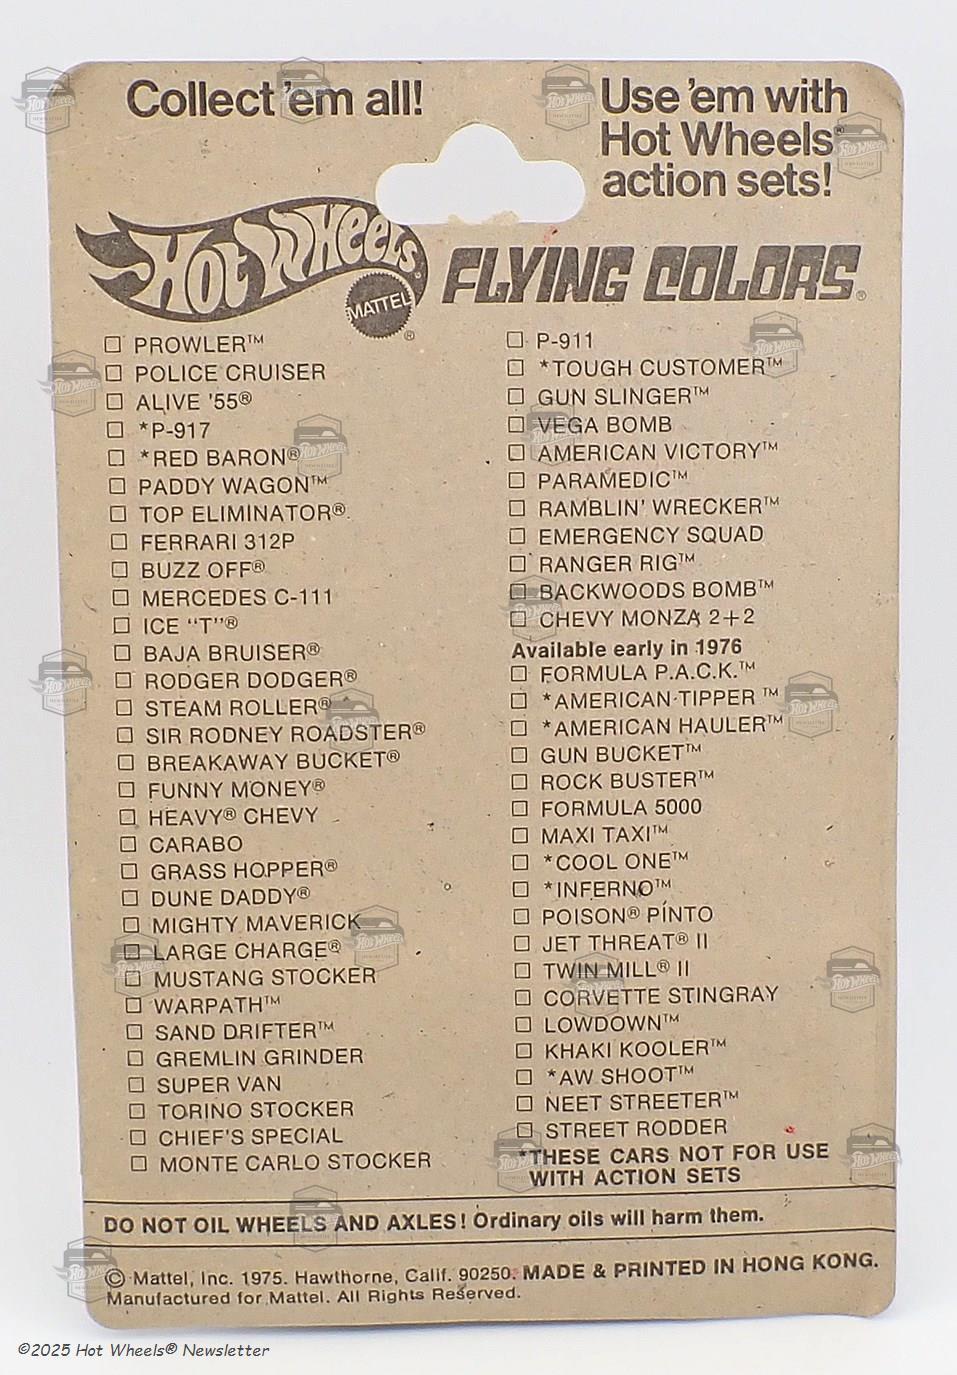 Collect 'em all!
Use 'em with
Hot Wheels®
action sets!
Hot Wheels®
MATTEL®
FLYING COLORS®
☐ PROWLER™
☐ POLICE CRUISER
☐ ALIVE '55®
☐ *P-917
☐ *RED BARON®
☐ PADDY WAGON™
☐ TOP ELIMINATOR®
☐ FERRARI 312P
☐ BUZZ OFF®
☐ MERCEDES C-111
☐ ICE "T"®
☐ BAJA BRUISER®
☐ RODGER DODGER®
☐ STEAM ROLLER®
☐ SIR RODNEY ROADSTER®
☐ BREAKAWAY BUCKET®
☐ FUNNY MONEY®
☐ HEAVY® CHEVY
☐ CARABO
☐ GRASS HOPPER®
☐ DUNE DADDY®
☐ MIGHTY MAVERICK
☐ LARGE CHARGE®
☐ MUSTANG STOCKER
☐ WARPATH™
☐ SAND DRIFTER™
☐ GREMLIN GRINDER
☐ SUPER VAN
☐ TORINO STOCKER
☐ CHIEF'S SPECIAL
☐ MONTE CARLO STOCKER
☐ P-911
☐ *TOUGH CUSTOMER™
☐ GUN SLINGER™
☐ VEGA BOMB
☐ AMERICAN VICTORY™
☐ PARAMEDIC™
☐ RAMBLIN' WRECKER™
☐ EMERGENCY SQUAD
☐ RANGER RIG™
☐ BACKWOODS BOMB™
☐ CHEVY MONZA 2+2
Available early in 1976
☐ FORMULA P.A.C.K.™
☐ *AMERICAN TIPPER™
☐ *AMERICAN HAULER™
☐ GUN BUCKET™
☐ ROCK BUSTER™
☐ FORMULA 5000
☐ MAXI TAXI™
☐ *COOL ONE™
☐ *INFERNO™
☐ POISON® PINTO
☐ JET THREAT® II
☐ TWIN MILL® II
☐ CORVETTE STINGRAY
☐ LOWDOWN™
☐ KHAKI KOOLER™
☐ *AW SHOOT™
☐ NEET STREETER™
☐ STREET RODDER
*THESE CARS NOT FOR USE
WITH ACTION SETS
DO NOT OIL WHEELS AND AXLES! Ordinary oils will harm them.
© Mattel, Inc. 1975. Hawthorne, Calif. 90250. MADE & PRINTED IN HONG KONG.
Manufactured for Mattel. All Rights Reserved.
©2025 Hot Wheels® Newsletter